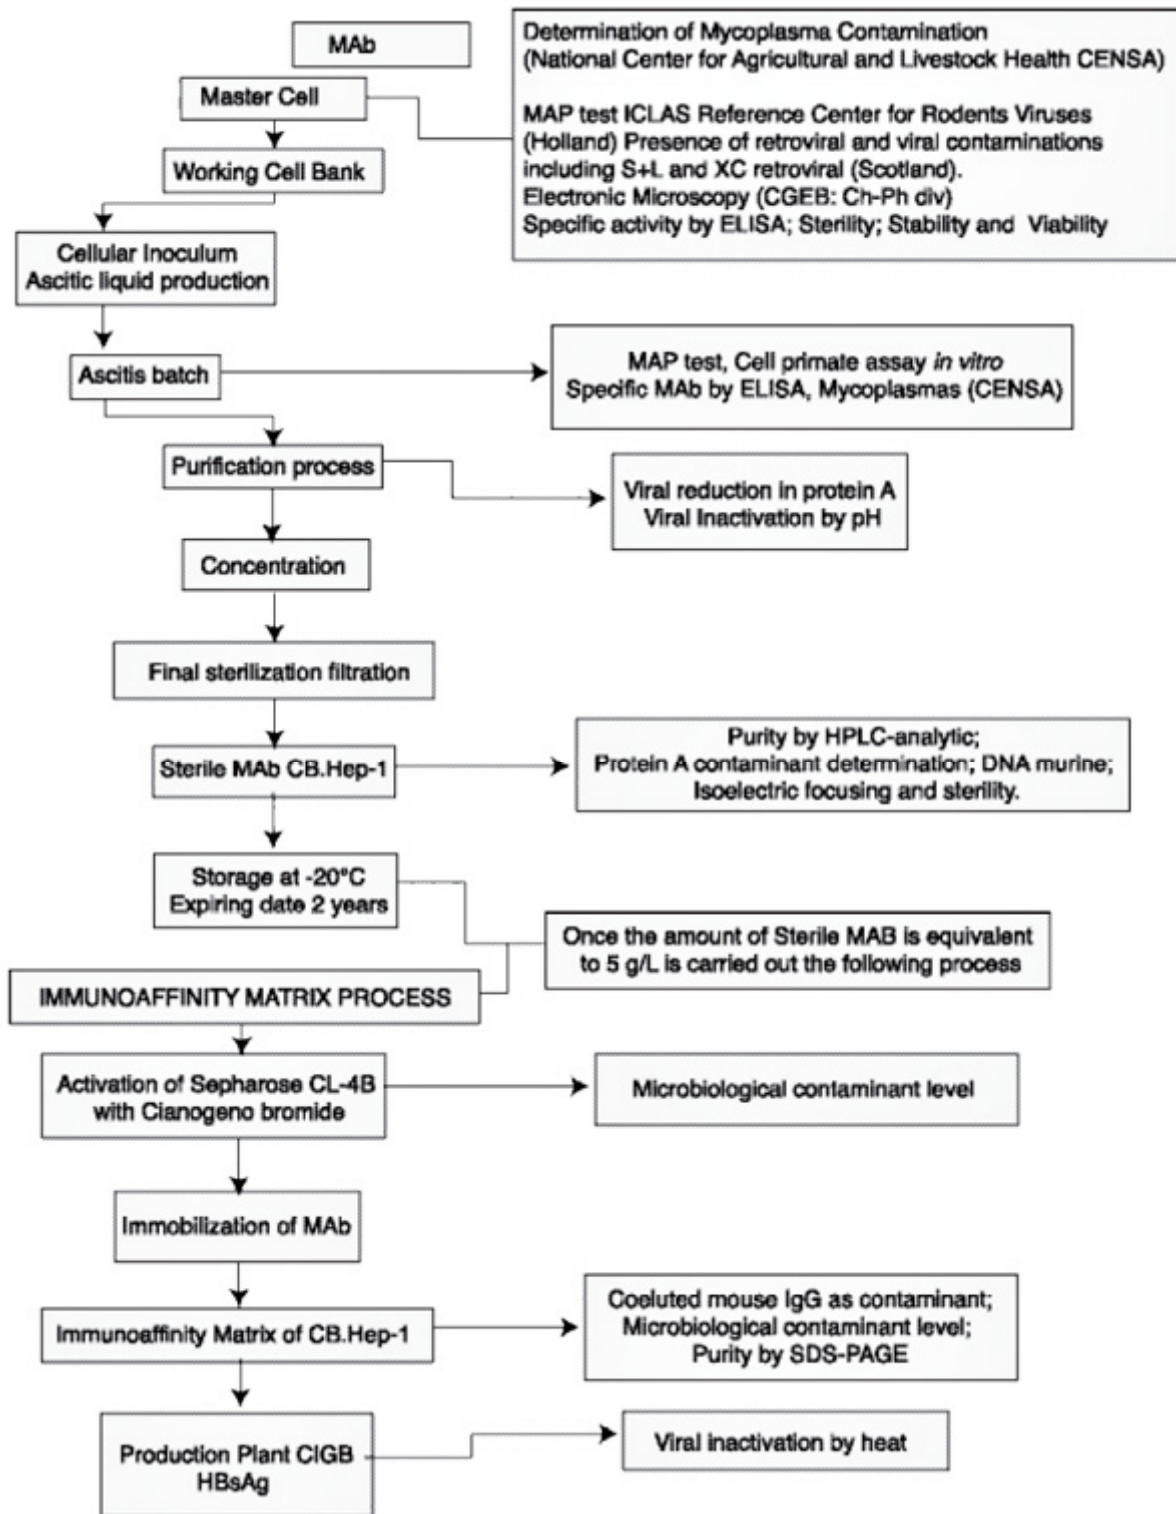 MAb
Determination of Mycoplasma Contamination
(National Center for Agricultural and Livestock Health CENSA)
Master Cell
MAP test ICLAS Reference Center for Rodents Viruses
(Holland) Presence of retroviral and viral contaminations
including S+L and XC retroviral (Scotland).
Electronic Microscopy (CGEB: Ch-Ph div)
Specific activity by ELISA; Sterility; Stability and Viability
Working Cell Bank
Cellular Inoculum
Ascitic liquid production
Ascitis batch
MAP test, Cell primate assay in vitro
Specific MAb by ELISA, Mycoplasmas (CENSA)
Purification process
Viral reduction in protein A
Viral Inactivation by pH
Concentration
Final sterilization filtration
Sterile MAb CB.Hep-1
Purity by HPLC-analytic;
Protein A contaminant determination; DNA murine;
Isoelectric focusing and sterility.
Storage at -20°C
Expiring date 2 years
Once the amount of Sterile MAB is equivalent
to 5 g/L is carried out the following process
IMMUNOAFFINITY MATRIX PROCESS
Activation of Sepharose CL-4B
with Cianogeno bromide
Microbiological contaminant level
Immobilization of MAb
Immunoaffinity Matrix of CB.Hep-1
Coeluted mouse IgG as contaminant;
Microbiological contaminant level;
Purity by SDS-PAGE
Production Plant CIGB
HBsAg
Viral inactivation by heat